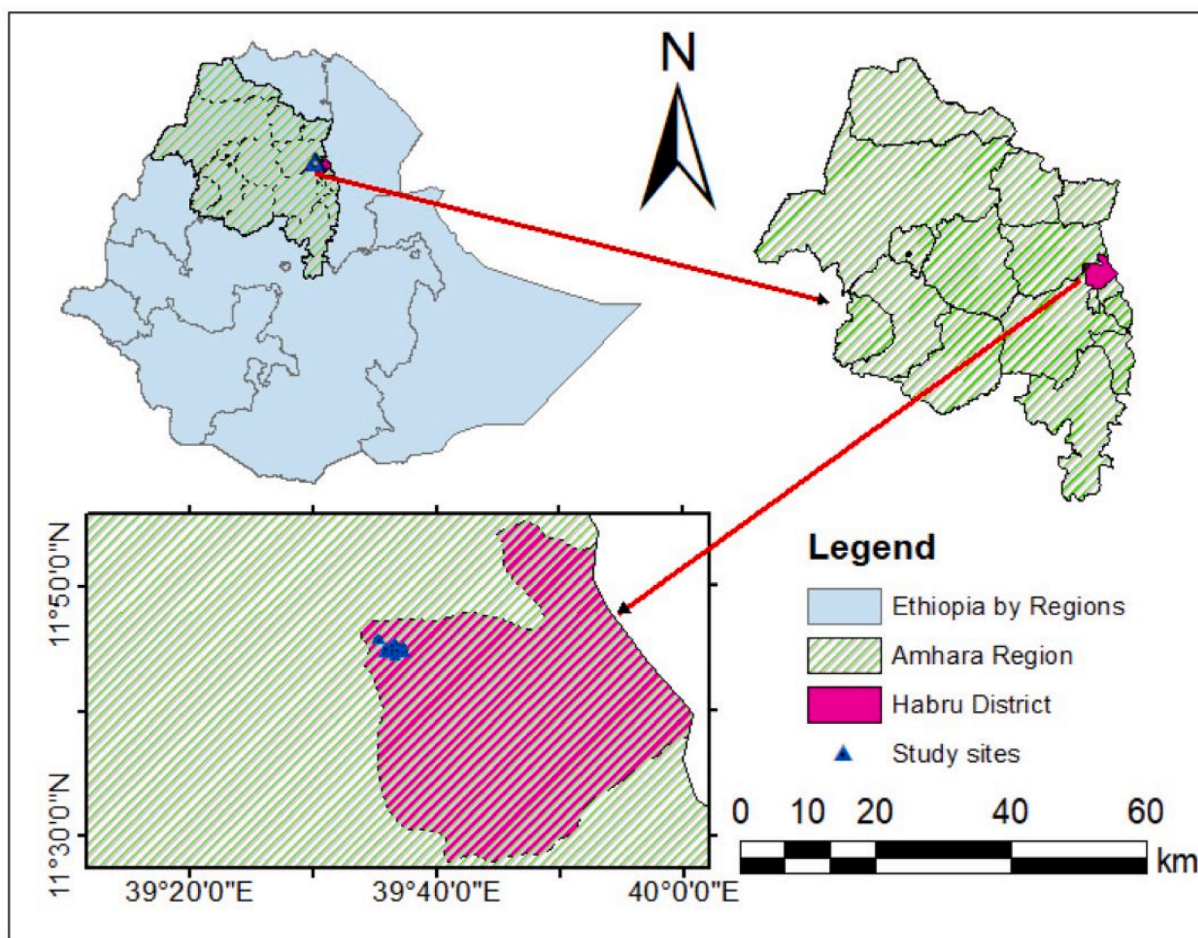 N
Legend
Ethiopia by Regions
Amhara Region
Habru District
Study sites
0 10 20 40 60
km
11°50'0"N
11°30'0"N
39°20'0"E 39°40'0"E 40°0'0"E